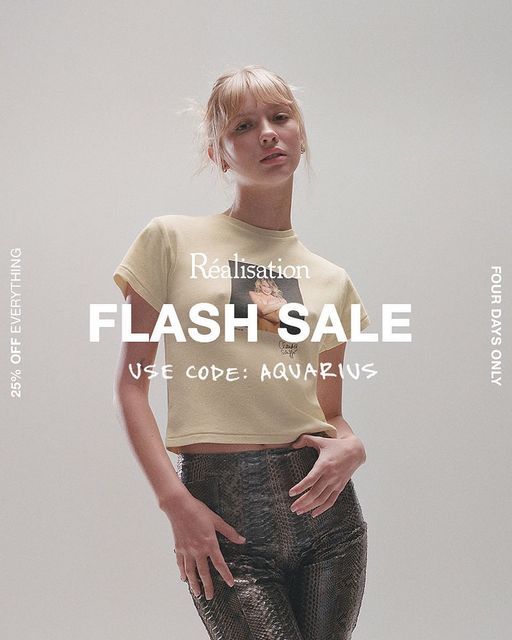 Réalisation
FLASH SALE
USE CODE: AQUARIUS
25% OFF EVERYTHING
FOUR DAYS ONLY